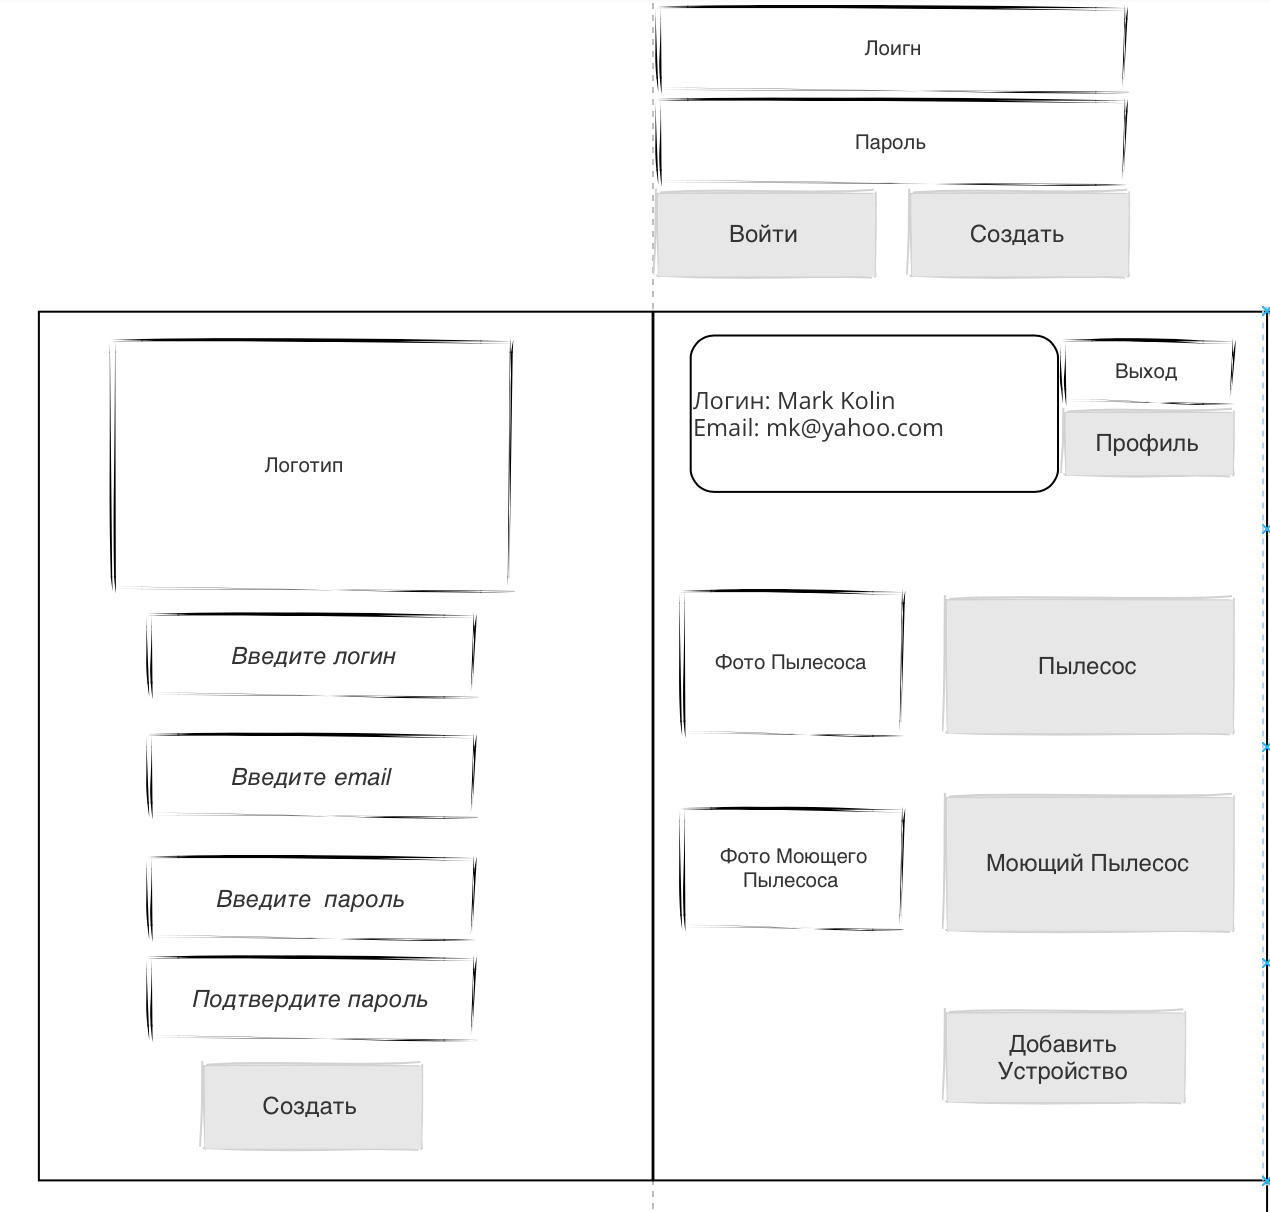 Лоигн
Пароль
Войти
Создать
Логотип
Введите логин
Введите email
Введите пароль
Подтвердите пароль
Создать
Логин: Mark Kolin
Email: mk@yahoo.com
Выход
Профиль
Фото Пылесоса
Пылесос
Фото Моющего
Пылесоса
Моющий Пылесос
Добавить
Устройство